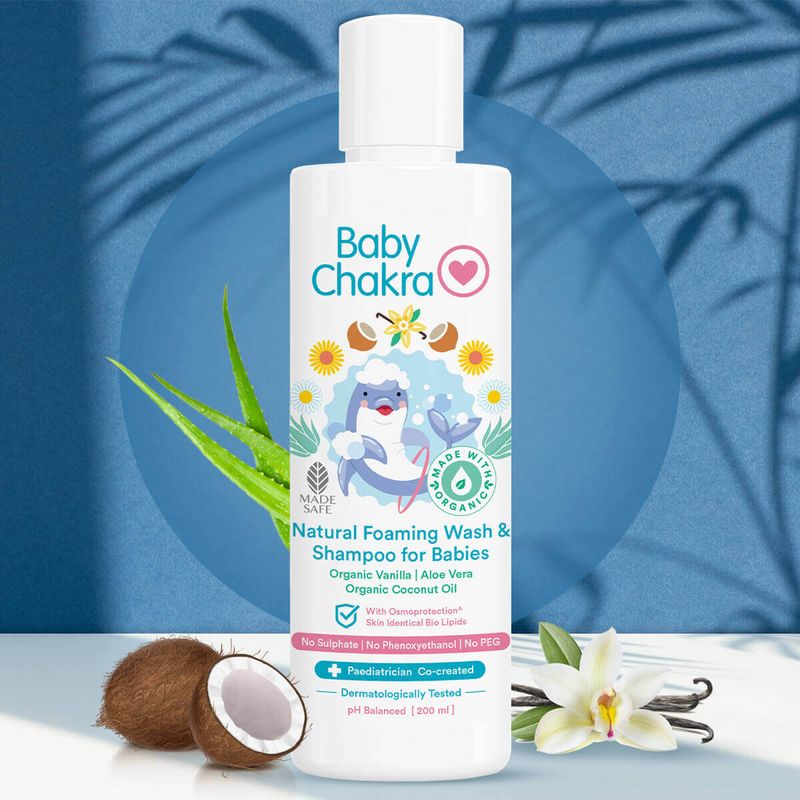 Baby
Chakra
MADE
SAFE
MADE WITH
ORGANIC
Natural Foaming Wash &
Shampoo for Babies
Organic Vanilla | Aloe Vera
Organic Coconut Oil
With Osmoprotection^
Skin Identical Bio Lipids
No Sulphate | No Phenoxyethanol | No PEG
Paediatrician Co-created
Dermatologically Tested
pH Balanced [ 200 ml ]